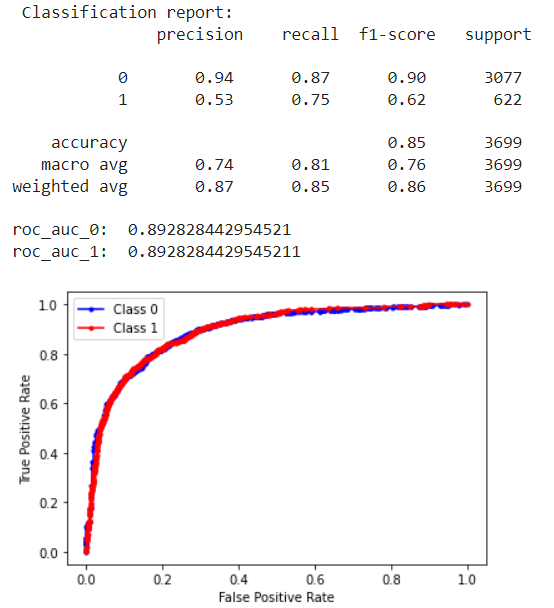 Classification report:
precision recall f1-score support
0 0.94 0.87 0.90 3077
1 0.53 0.75 0.62 622
accuracy 0.85 3699
macro avg 0.74 0.81 0.76 3699
weighted avg 0.87 0.85 0.86 3699
roc_auc_0: 0.892828442954521
roc_auc_1: 0.8928284429545211
Class 0
Class 1
1.0
0.8
0.6
0.4
0.2
0.0
True Positive Rate
0.0 0.2 0.4 0.6 0.8 1.0
False Positive Rate